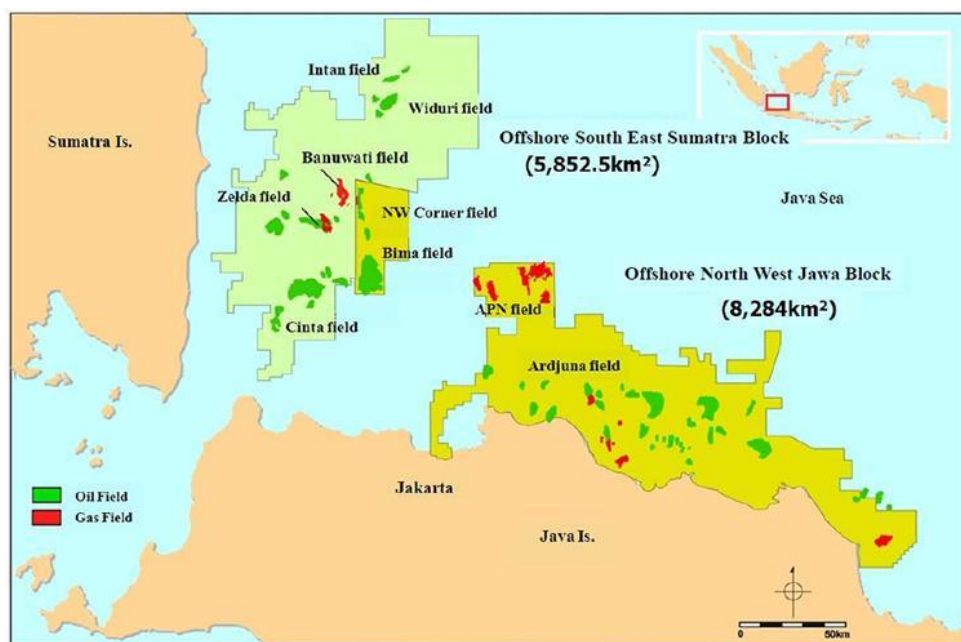 Intan field
Widuri field
Sumatra Is.
Offshore South East Sumatra Block
(5,852.5km²)
Banuwati field
Zelda field
Java Sea
NW Corner field
Bima field
Offshore North West Jawa Block
(8,284km²)
APN field
Cinta field
Ardjuna field
Jakarta
Oil Field
Gas Field
Java Is.
0
50km